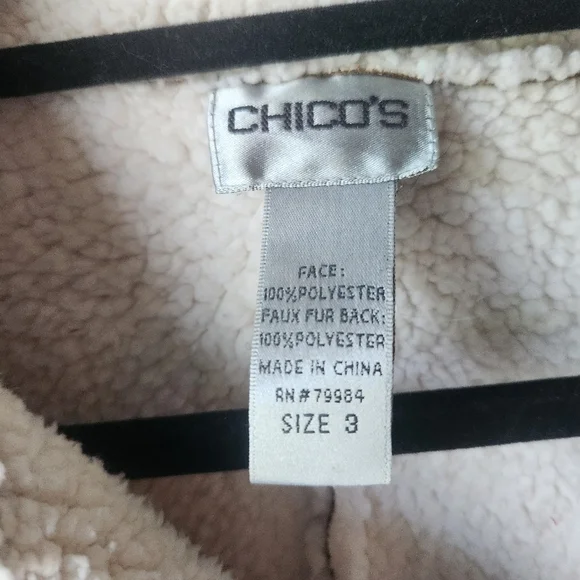 CHICO'S
FACE:
100%POLYESTER
FAUX FUR BACK:
100%POLYESTER
MADE IN CHINA
RN#79984
SIZE 3